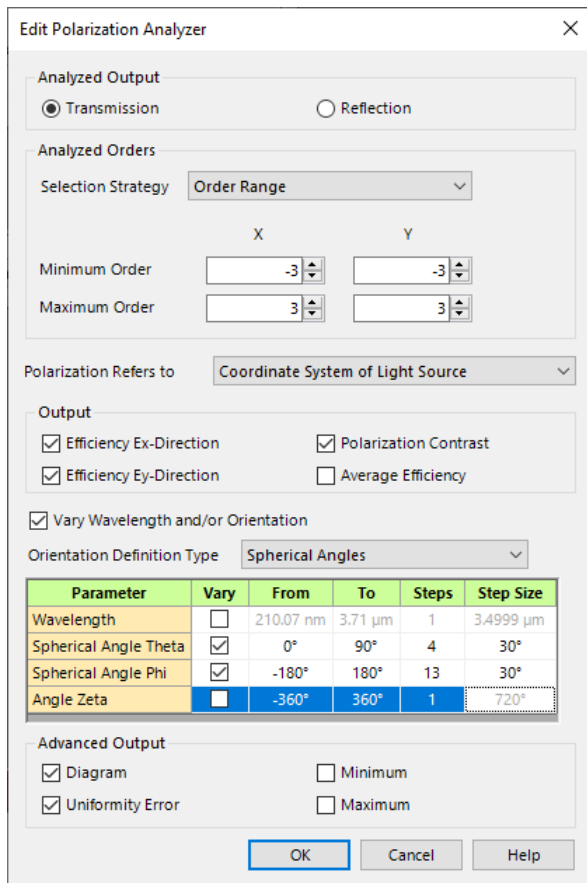 Edit Polarization Analyzer
Analyzed Output
Transmission Reflection
Analyzed Orders
Selection Strategy Order Range
X Y
Minimum Order -3 -3
Maximum Order 3 3
Polarization Refers to Coordinate System of Light Source
Output
Efficiency Ex-Direction Polarization Contrast
Efficiency Ey-Direction Average Efficiency
Vary Wavelength and/or Orientation
Orientation Definition Type Spherical Angles
Parameter Vary From To Steps Step Size
Wavelength 210.07 nm 3.71 µm 1 3.4999 µm
Spherical Angle Theta 0° 90° 4 30°
Spherical Angle Phi -180° 180° 13 30°
Angle Zeta -360° 360° 1 720°
Advanced Output
Diagram Minimum
Uniformity Error Maximum
OK Cancel Help